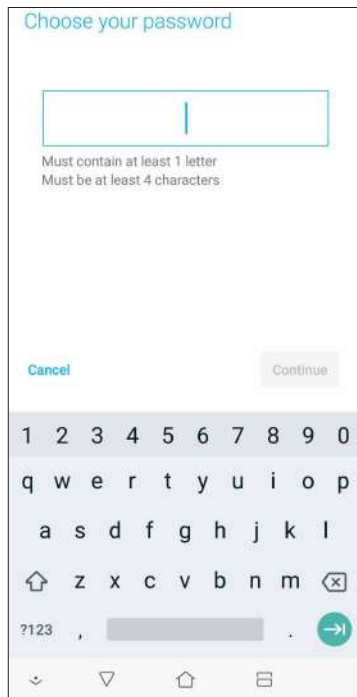 Choose your password
Must contain at least 1 letter
Must be at least 4 characters
Cancel Continue
1 2 3 4 5 6 7 8 9 0
q w e r t y u i o p
a s d f g h j k l
z x c v b n m
?123 , .